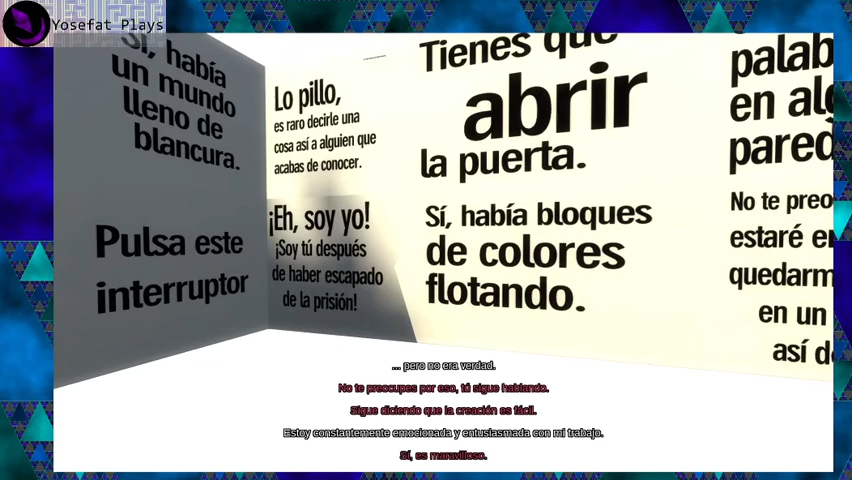 Yosefat Plays
Sí, había
un mundo
lleno de
blancura.
Pulsa este
interruptor
Lo pillo,
es raro decirle una
cosa así a alguien que
acabas de conocer.
¡Eh, soy yo!
¡Soy tú después
de haber escapado
de la prisión!
Tienes que
abrir
la puerta.
Sí, había bloques
de colores
flotando.
palab
en alg
pared
No te preo
estaré en
quedarm
en un
así de
... pero no era verdad.
No te preocupes por eso, tú sigue hablando.
Sigue diciendo que la creación es fácil.
Estoy constantemente emocionada y entusiasmada con mi trabajo.
Sí, es maravilloso.